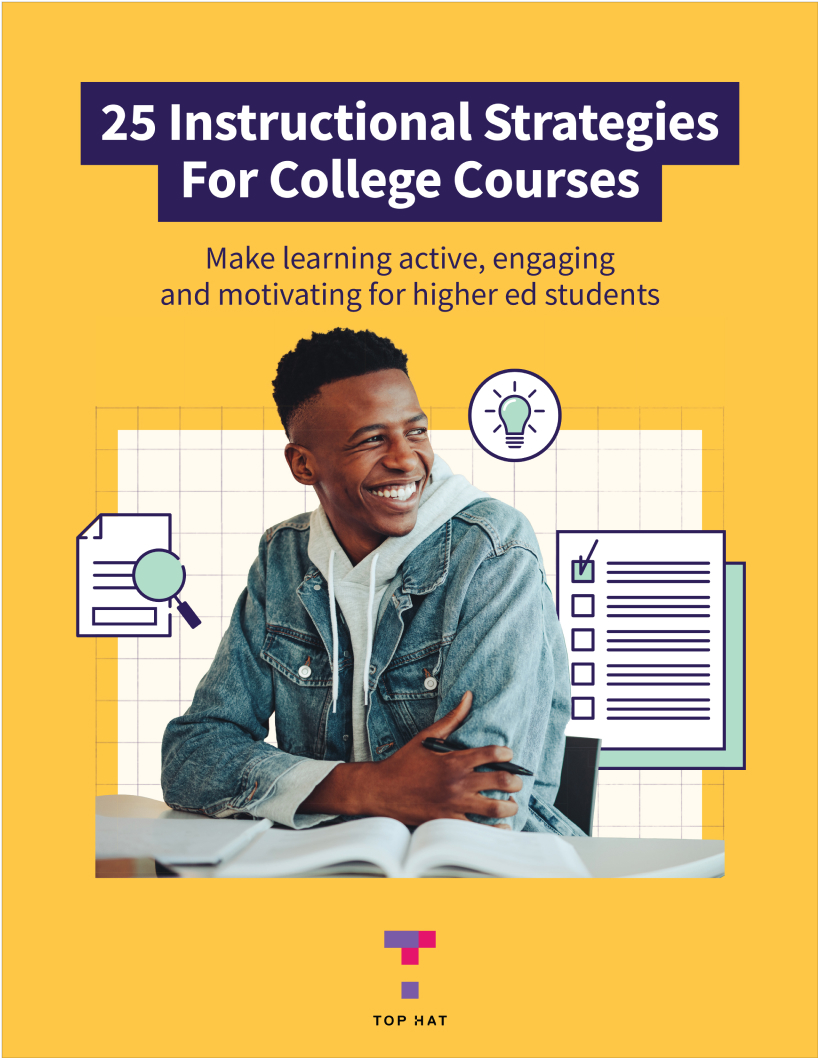 25 Instructional Strategies
For College Courses
Make learning active, engaging
and motivating for higher ed students
TOP HAT